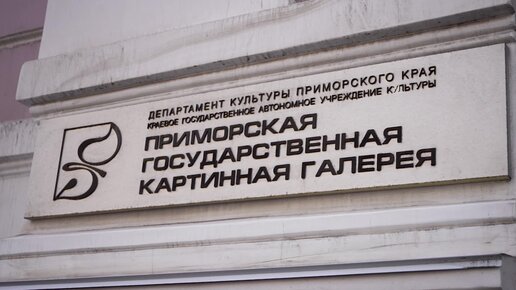 ДЕПАРТАМЕНТ КУЛЬТУРЫ ПРИМОРСКОГО КРАЯ
КРАЕВОЕ ГОСУДАРСТВЕННОЕ АВТОНОМНОЕ УЧРЕЖДЕНИЕ КУЛЬТУРЫ
ПРИМОРСКАЯ
ГОСУДАРСТВЕННАЯ
КАРТИННАЯ ГАЛЕРЕЯ